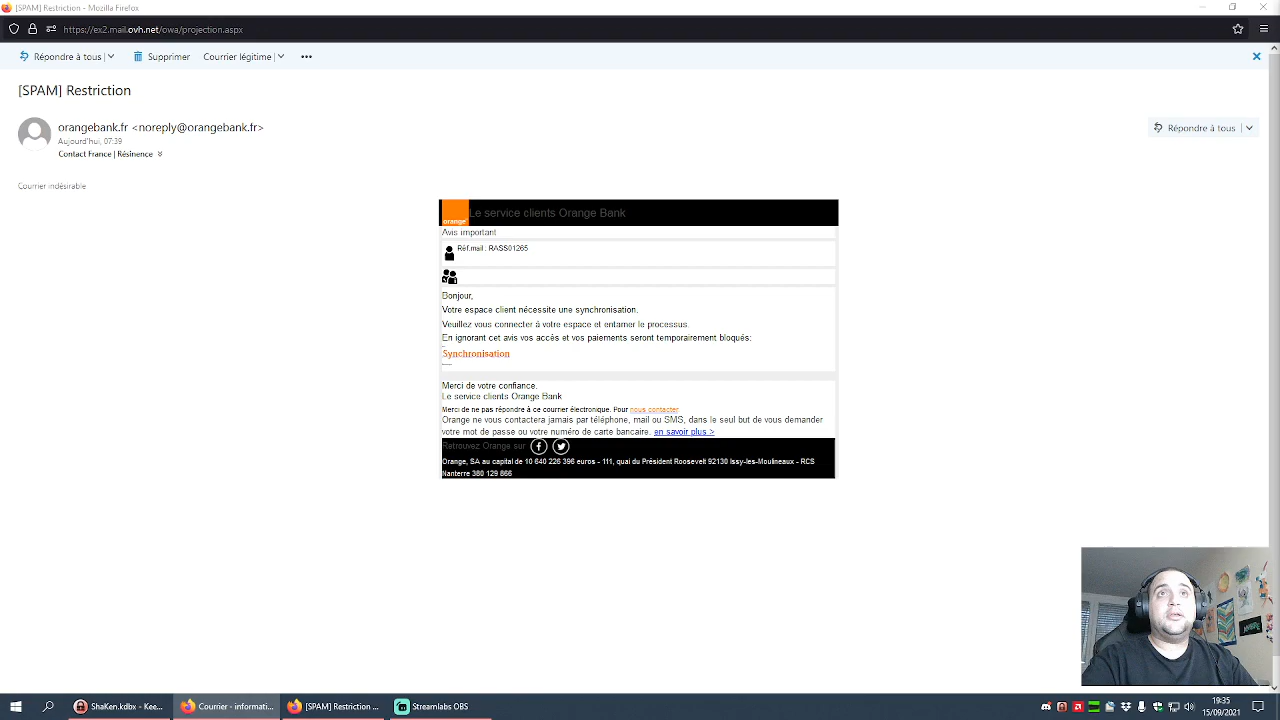 [SPAM] Restriction - Mozilla Firefox
https://ex2.mail.ovh.net/owa/projection.aspx
Répondre à tous
Supprimer
Courrier légitime
[SPAM] Restriction
orangebank.fr <noreply@orangebank.fr>
Aujourd'hui, 07:39
Contact France | Résinence
Répondre à tous
Courrier indésirable
orange
Le service clients Orange Bank
Avis important
Réf.mail : RASS01265
Bonjour,
Votre espace client nécessite une synchronisation.
Veuillez vous connecter à votre espace et entamer le processus.
En ignorant cet avis vos accès et vos paiements seront temporairement bloqués:
Synchronisation
Merci de votre confiance.
Le service clients Orange Bank
Merci de ne pas répondre à ce courrier électronique. Pour nous contacter
Orange ne vous contactera jamais par téléphone, mail ou SMS, dans le seul but de vous demander
votre mot de passe ou votre numéro de carte bancaire. en savoir plus >
Retrouvez Orange sur
Orange, SA au capital de 10 640 226 396 euros - 111, quai du Président Roosevelt 92130 Issy-les-Moulineaux - RCS
Nanterre 380 129 866
ShaKen.kdbx - Kee...
Courrier - informati...
[SPAM] Restriction ...
Streamlabs OBS
19:35
15/09/2021